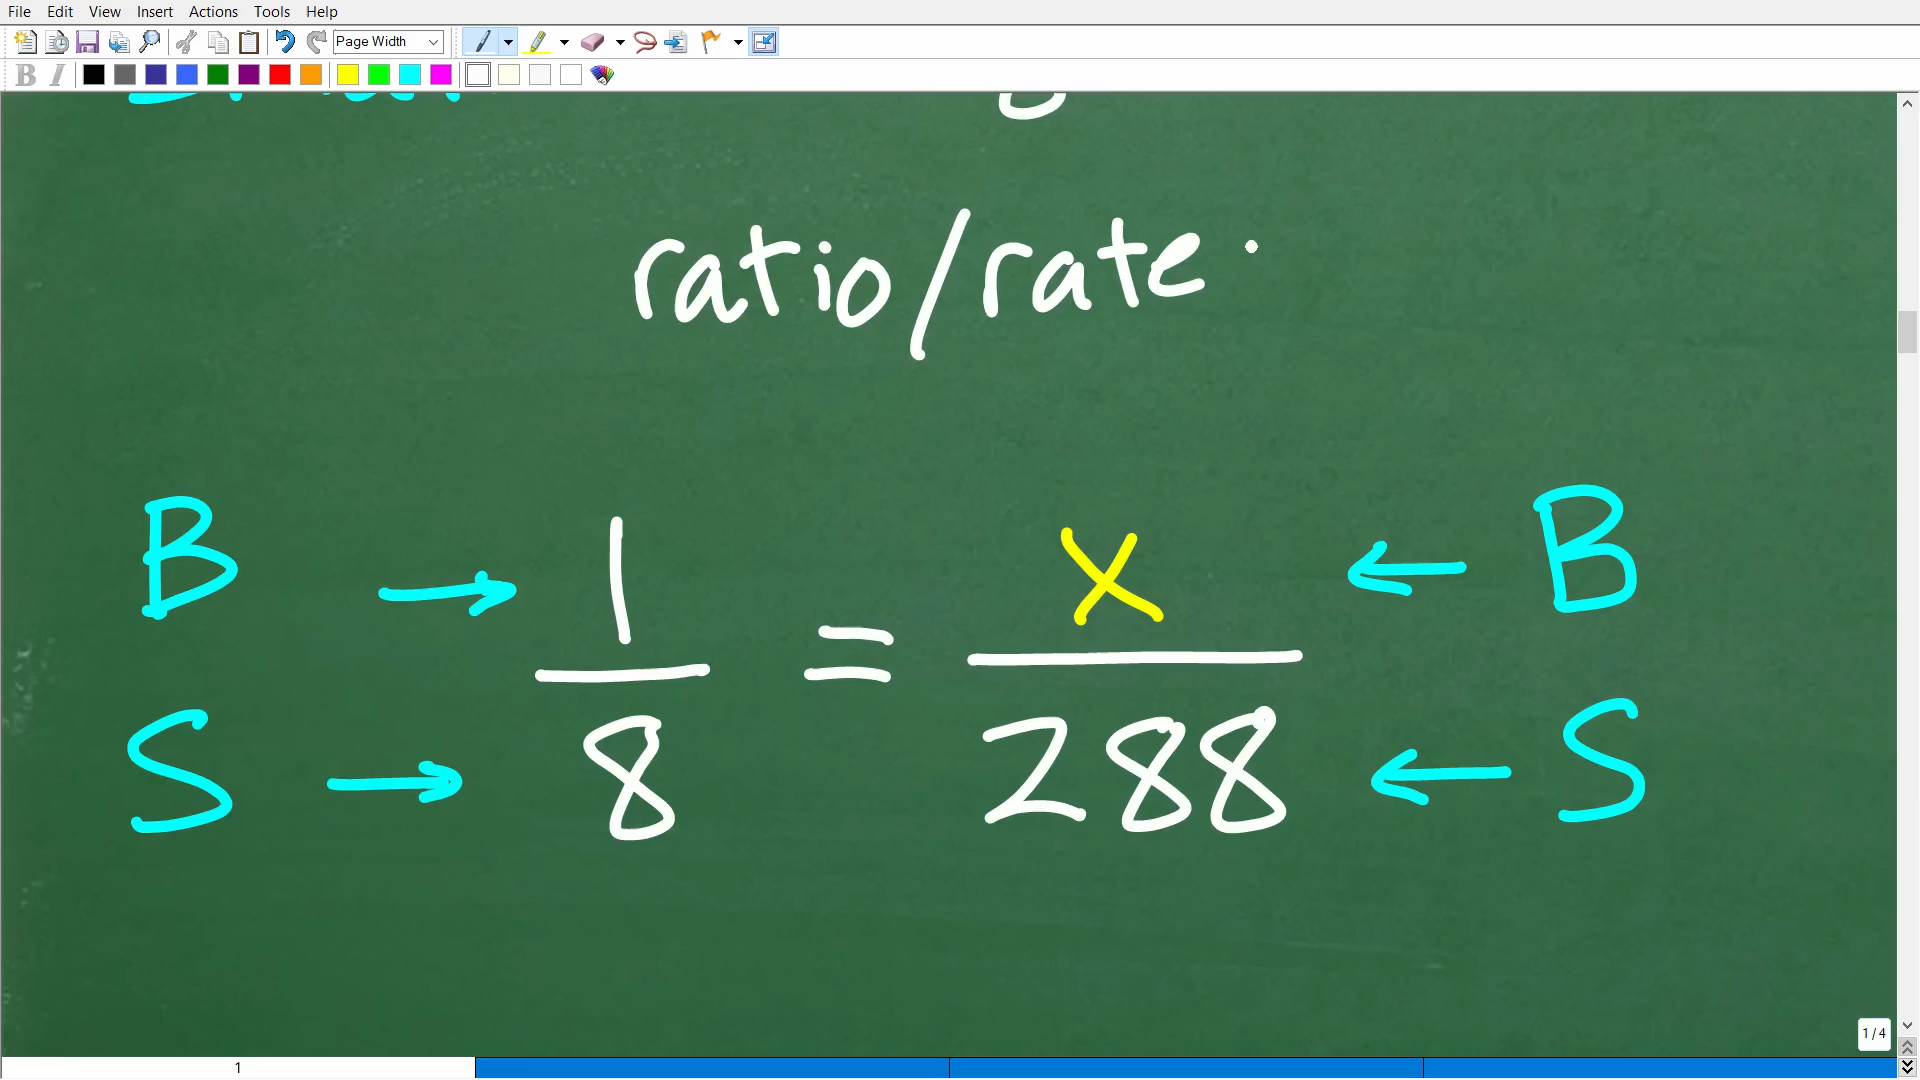 File Edit View Insert Actions Tools Help
Page Width
B I
ratio/rate
B → 1/8 = x/288 ← B
S → ← S
1/4
1